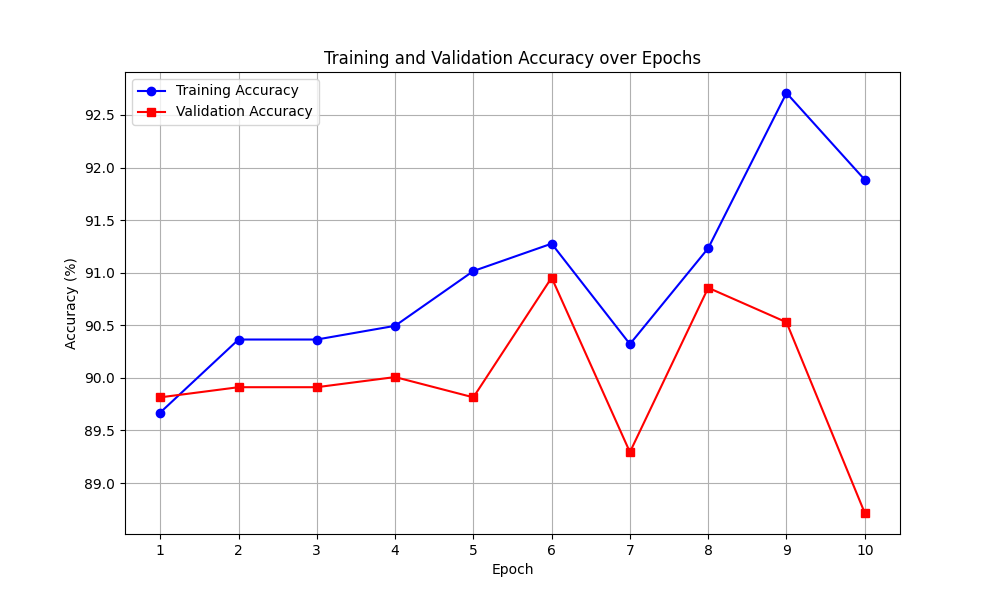 Training and Validation Accuracy over Epochs
Training Accuracy
Validation Accuracy
Accuracy (%)
92.5
92.0
91.5
91.0
90.5
90.0
89.5
89.0
1 2 3 4 5 6 7 8 9 10
Epoch